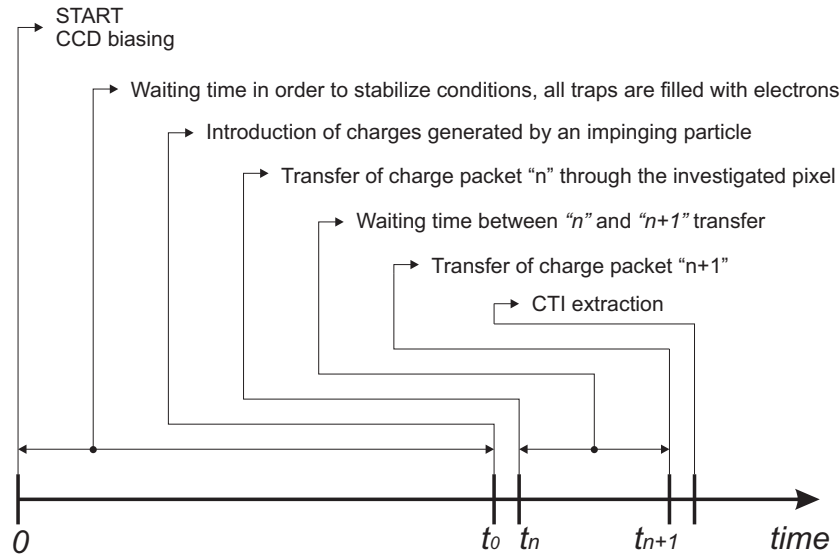 START
CCD biasing
Waiting time in order to stabilize conditions, all traps are filled with electrons
Introduction of charges generated by an impinging particle
Transfer of charge packet “n” through the investigated pixel
Waiting time between “n” and “n+1” transfer
Transfer of charge packet “n+1”
CTI extraction
0 t0 tn tn+1 time